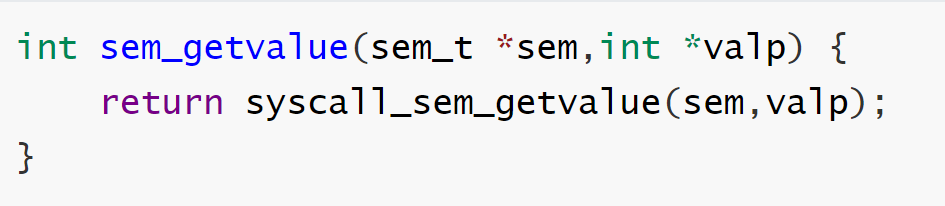 int sem_getvalue(sem_t *sem,int *valp) {
    return syscall_sem_getvalue(sem,valp);
}